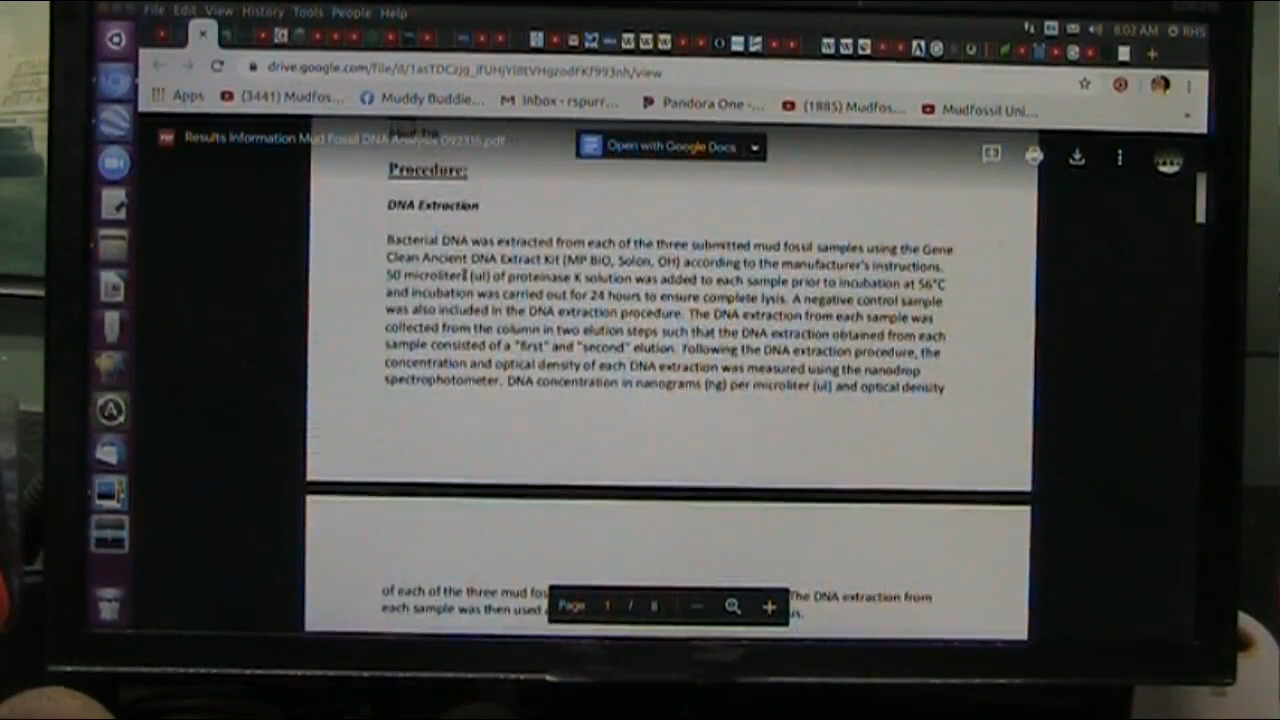 File Edit View History Tools People Help
8:02 AM RHS
Apps (3441) Mudfos... Muddy Buddie... Inbox - rspurr... Pandora One -... (1885) Mudfos... Mudfossil Uni...
Results Information Mud Fossil DNA Analysis 092315.pdf
Open with Google Docs
Procedure:
DNA Extraction
Bacterial DNA was extracted from each of the three submitted mud fossil samples using the Gene
Clean Ancient DNA Extract Kit (MP BIO, Solon, OH) according to the manufacturer's instructions.
50 microliters (ul) of proteinase K solution was added to each sample prior to incubation at 56°C
and incubation was carried out for 24 hours to ensure complete lysis. A negative control sample
was also included in the DNA extraction procedure. The DNA extraction from each sample was
collected from the column in two elution steps such that the DNA extraction obtained from each
sample consisted of a "first" and "second" elution. Following the DNA extraction procedure, the
concentration and optical density of each DNA extraction was measured using the nanodrop
spectrophotometer. DNA concentration in nanograms (ng) per microliter (ul) and optical density
of each of the three mud fos The DNA extraction from
each sample was then used us.
Page 1 / 8